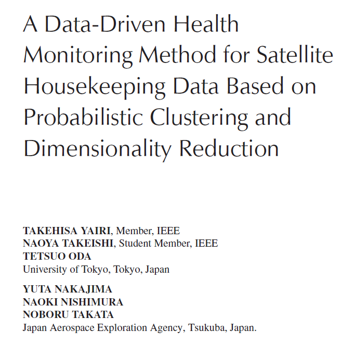 A Data-Driven Health
Monitoring Method for Satellite
Housekeeping Data Based on
Probabilistic Clustering and
Dimensionality Reduction
TAKEHISA YAIRI, Member, IEEE
NAOYA TAKEISHI, Student Member, IEEE
TETSUO ODA
University of Tokyo, Tokyo, Japan
YUTA NAKAJIMA
NAOKI NISHIMURA
NOBORU TAKATA
Japan Aerospace Exploration Agency, Tsukuba, Japan.